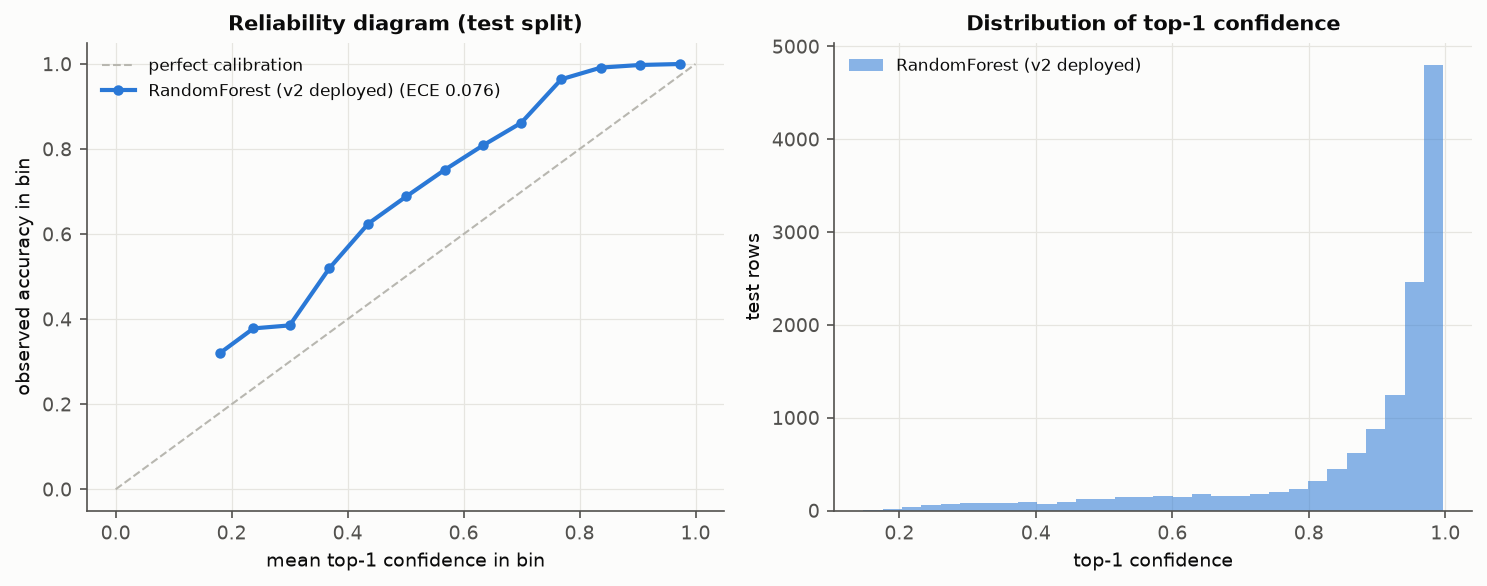 Reliability diagram (test split)
perfect calibration
RandomForest (v2 deployed) (ECE 0.076)
1.0
0.8
0.6
0.4
0.2
0.0
observed accuracy in bin
0.0 0.2 0.4 0.6 0.8 1.0
mean top-1 confidence in bin
Distribution of top-1 confidence
RandomForest (v2 deployed)
5000
4000
3000
2000
1000
0
test rows
0.2 0.4 0.6 0.8 1.0
top-1 confidence